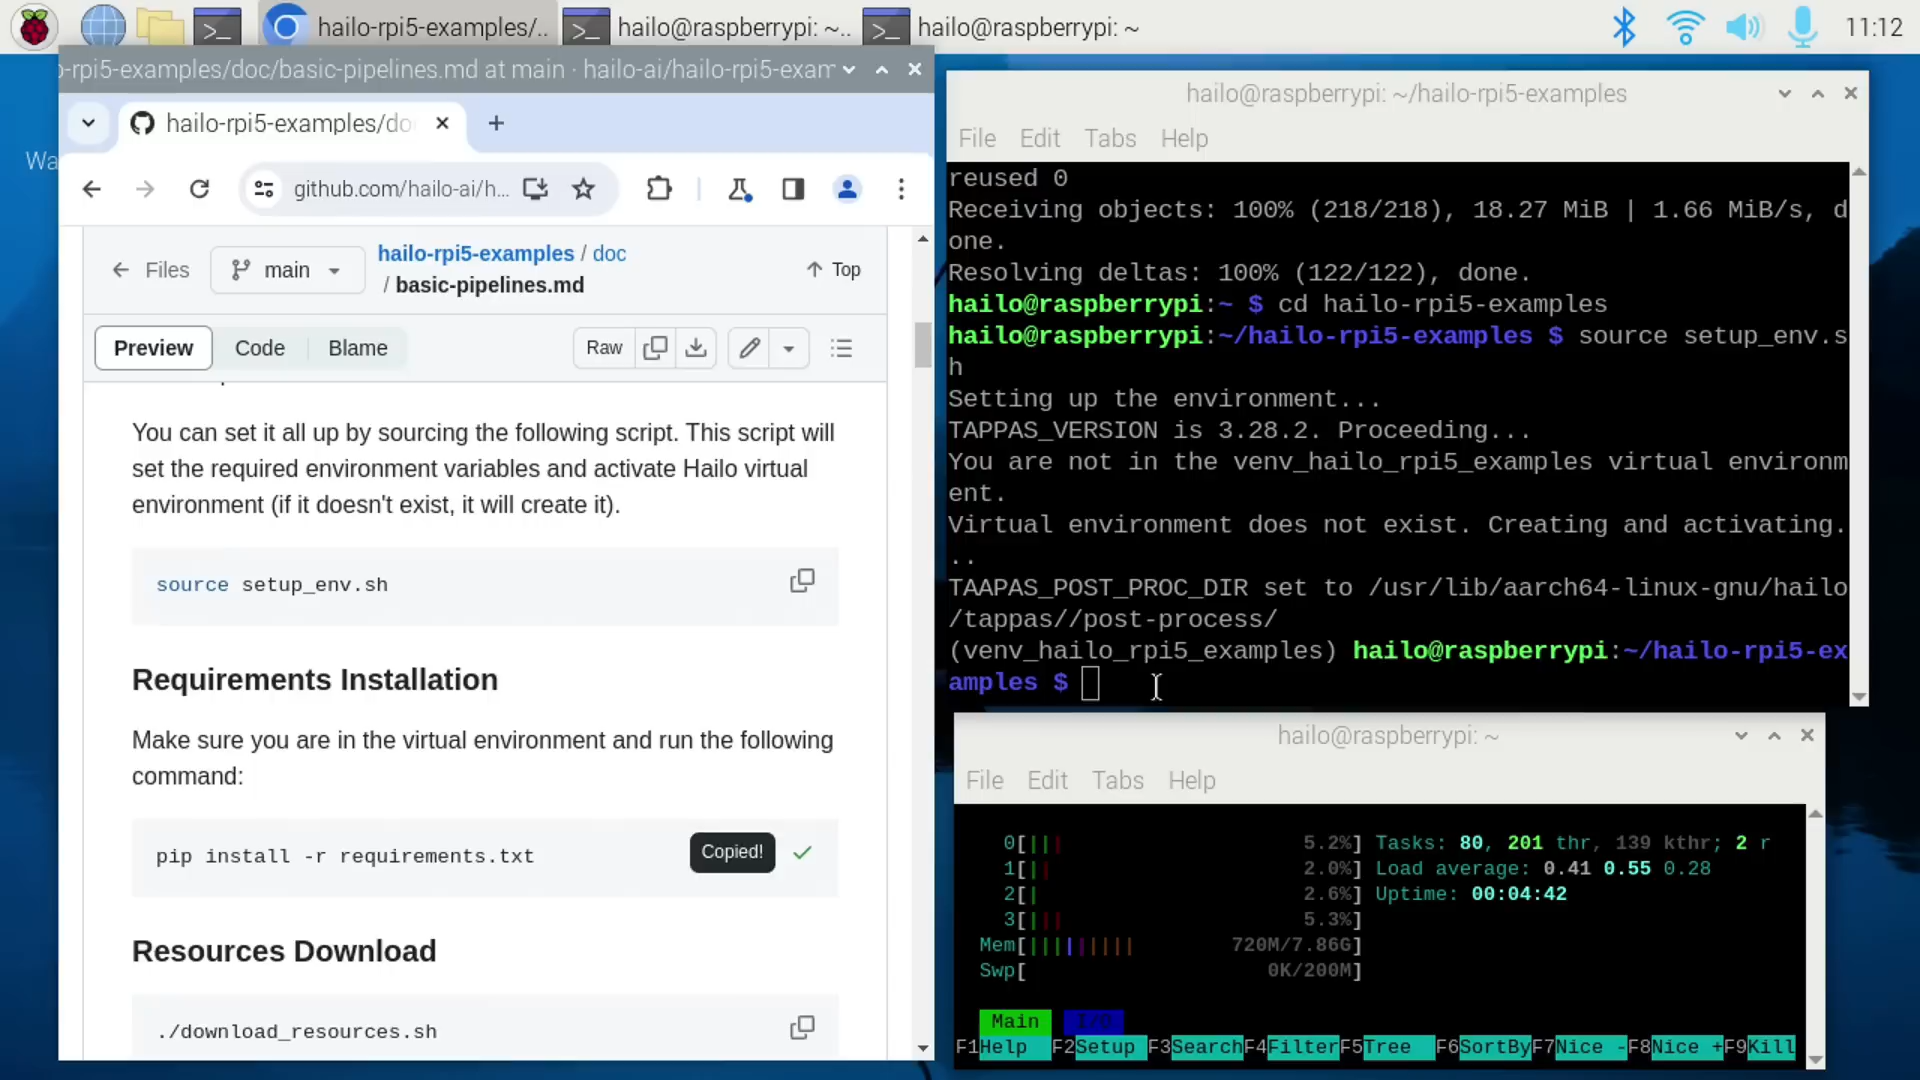 hailo-rpi5-examples/..
hailo@raspberrypi: ~..
hailo@raspberrypi: ~
11:12
Wa
o-rpi5-examples/doc/basic-pipelines.md at main · hailo-ai/hailo-rpi5-exam
hailo-rpi5-examples/do
github.com/hailo-ai/h...
Files
main
hailo-rpi5-examples / doc
/ basic-pipelines.md
Top
Preview
Code
Blame
Raw
You can set it all up by sourcing the following script. This script will
set the required environment variables and activate Hailo virtual
environment (if it doesn't exist, it will create it).
source setup_env.sh
Requirements Installation
Make sure you are in the virtual environment and run the following
command:
pip install -r requirements.txt
Copied!
Resources Download
./download_resources.sh
hailo@raspberrypi: ~/hailo-rpi5-examples
File Edit Tabs Help
reused 0
Receiving objects: 100% (218/218), 18.27 MiB | 1.66 MiB/s, d
one.
Resolving deltas: 100% (122/122), done.
hailo@raspberrypi:~ $ cd hailo-rpi5-examples
hailo@raspberrypi:~/hailo-rpi5-examples $ source setup_env.s
h
Setting up the environment...
TAPPAS_VERSION is 3.28.2. Proceeding...
You are not in the venv_hailo_rpi5_examples virtual environm
ent.
Virtual environment does not exist. Creating and activating.
..
TAAPAS_POST_PROC_DIR set to /usr/lib/aarch64-linux-gnu/hailo
/tappas//post-process/
(venv_hailo_rpi5_examples) hailo@raspberrypi:~/hailo-rpi5-ex
amples $
hailo@raspberrypi: ~
File Edit Tabs Help
0[||| 5.2%] Tasks: 80, 201 thr, 139 kthr; 2 r
1[|| 2.0%] Load average: 0.41 0.55 0.28
2[| 2.6%] Uptime: 00:04:42
3[||| 5.3%]
Mem[||||||||| 720M/7.86G]
Swp[ 0K/200M]
Main I/O
F1Help F2Setup F3SearchF4FilterF5Tree F6SortByF7Nice -F8Nice +F9Kill